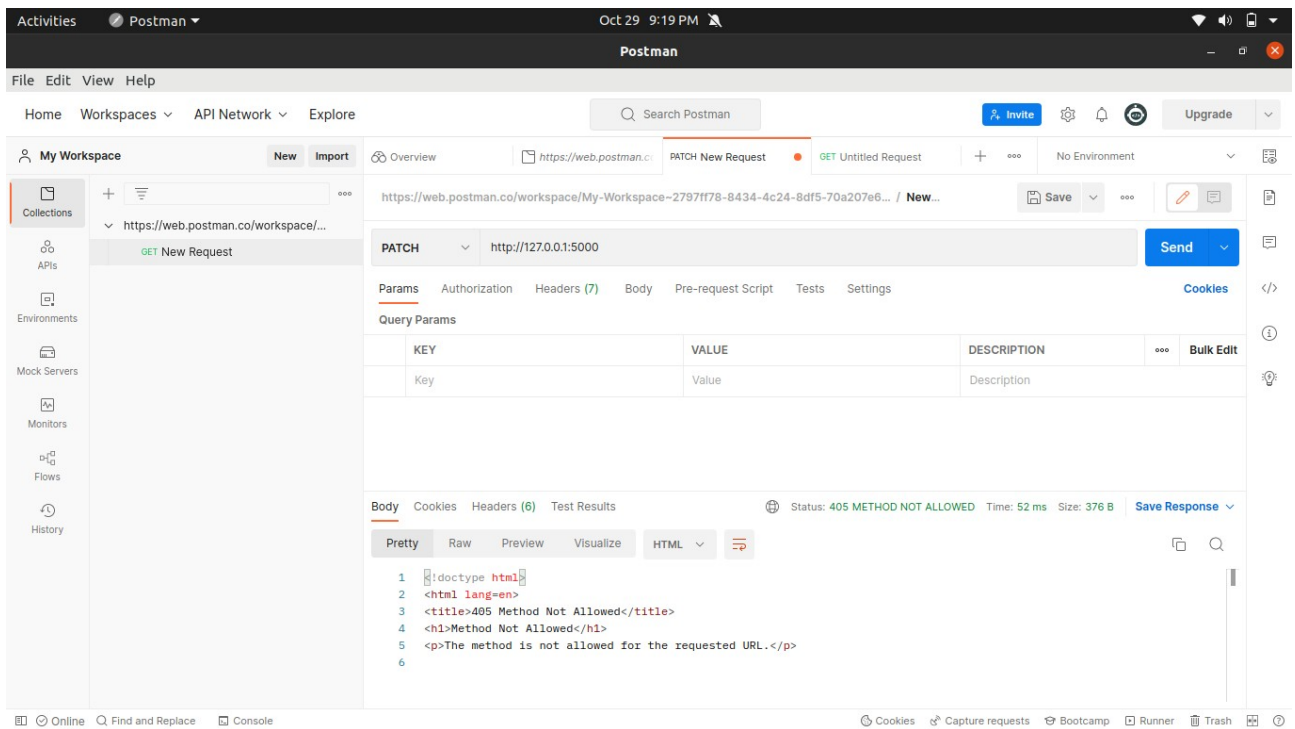 Activities Postman Oct 29 9:19 PM
Postman
File Edit View Help
Home Workspaces API Network Explore Search Postman Invite Upgrade
My Workspace New Import Overview https://web.postman.c PATCH New Request GET Untitled Request No Environment
Collections
https://web.postman.co/workspace/My-Workspace~2797ff78-8434-4c24-8df5-70a207e6... / New... Save
https://web.postman.co/workspace/...
GET New Request
APIs
Environments
Mock Servers
Monitors
Flows
History
PATCH http://127.0.0.1:5000 Send
Params Authorization Headers (7) Body Pre-request Script Tests Settings Cookies
Query Params
KEY VALUE DESCRIPTION Bulk Edit
Key Value Description
Body Cookies Headers (6) Test Results Status: 405 METHOD NOT ALLOWED Time: 52 ms Size: 376 B Save Response
Pretty Raw Preview Visualize HTML
1 <!doctype html>
2 <html lang=en>
3 <title>405 Method Not Allowed</title>
4 <h1>Method Not Allowed</h1>
5 <p>The method is not allowed for the requested URL.</p>
6
Online Find and Replace Console Cookies Capture requests Bootcamp Runner Trash